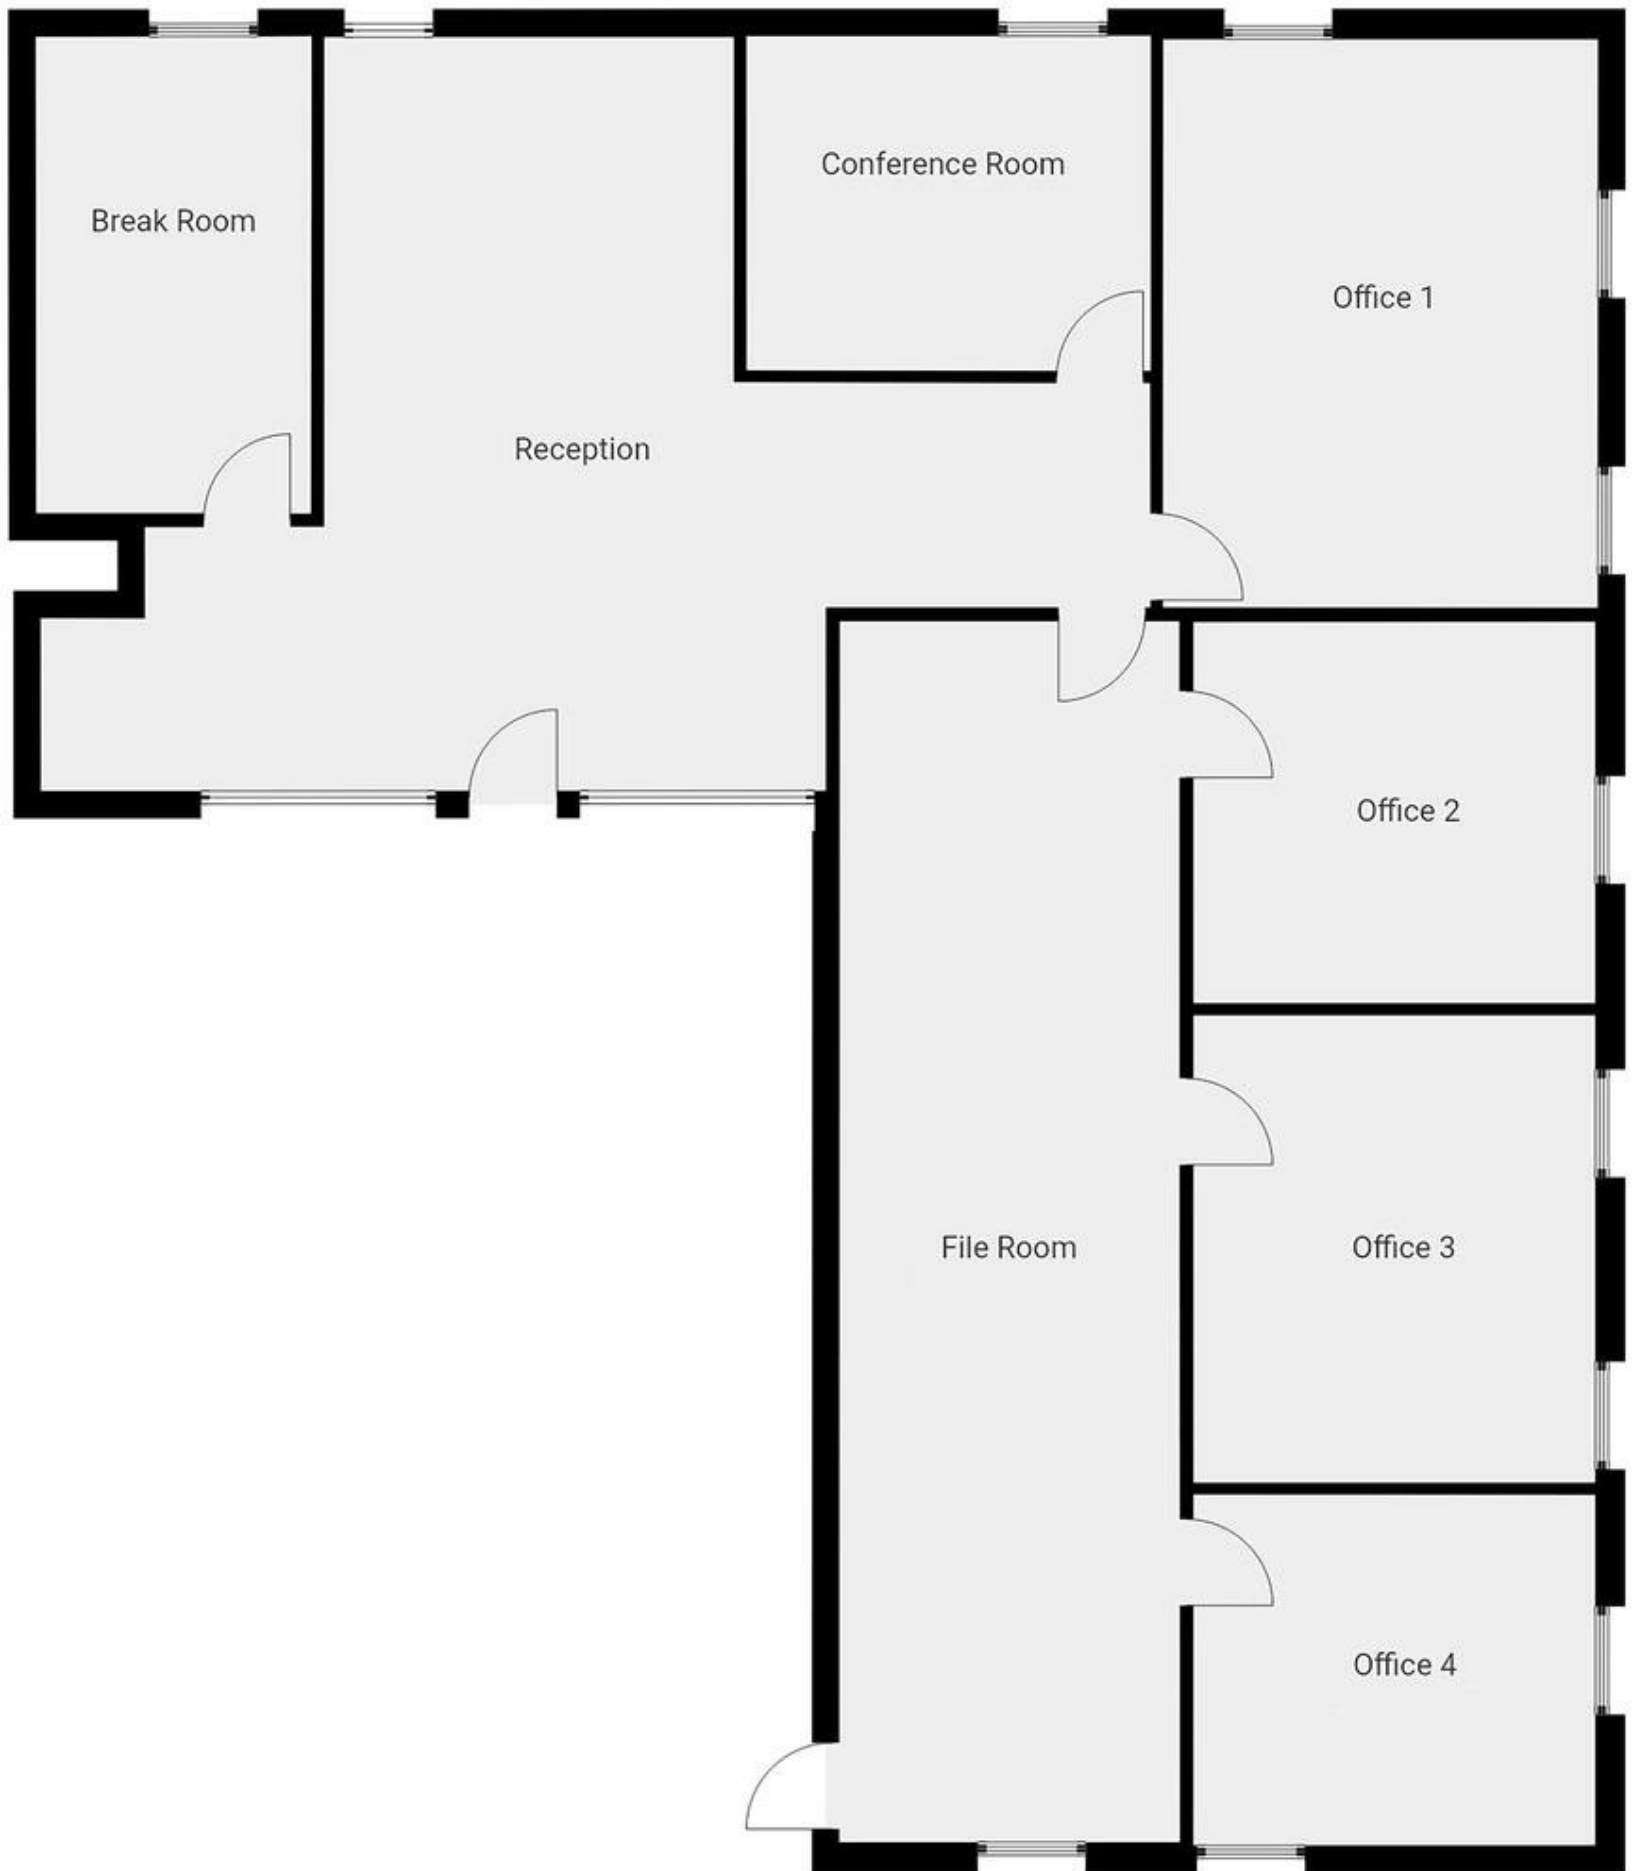 Conference Room
Break Room
Office 1
Reception
Office 2
File Room
Office 3
Office 4